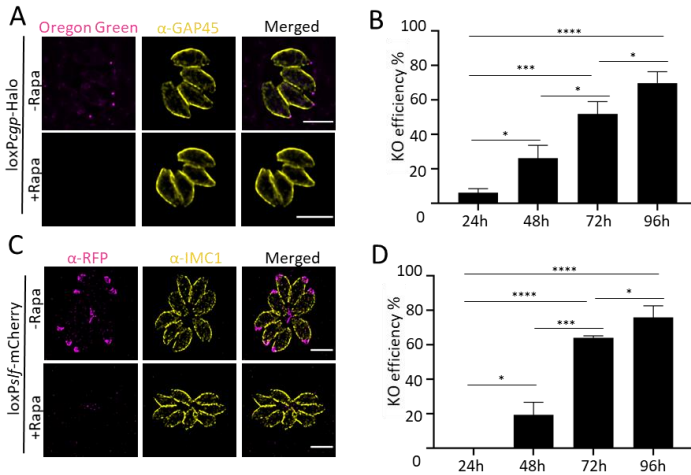 A
Oregon Green α-GAP45 Merged
loxPcgp-Halo
-Rapa
+Rapa
B
KO efficiency %
100
80
60
40
20
0
****
***
*
*
*
24h 48h 72h 96h
C
α-RFP α-IMC1 Merged
loxPslf-mCherry
-Rapa
+Rapa
D
KO efficiency %
100
80
60
40
20
0
****
****
*
***
*
24h 48h 72h 96h